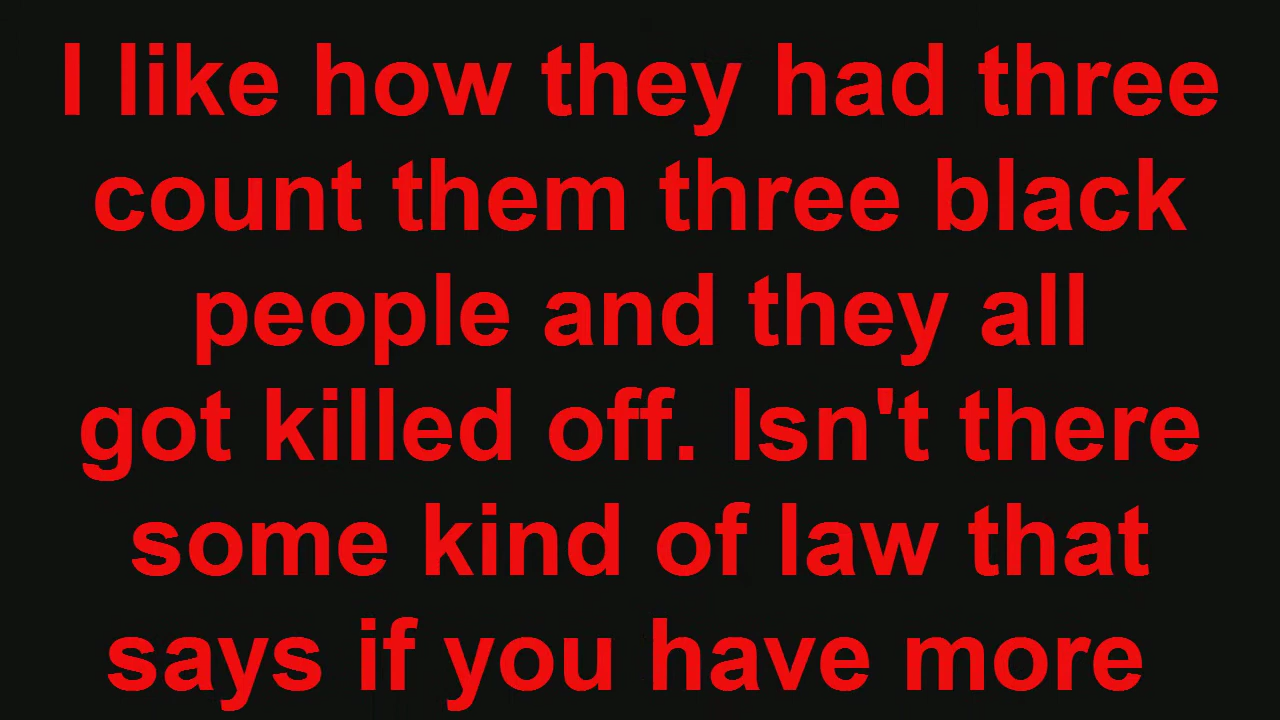 I like how they had three
count them three black
people and they all
got killed off. Isn't there
some kind of law that
says if you have more